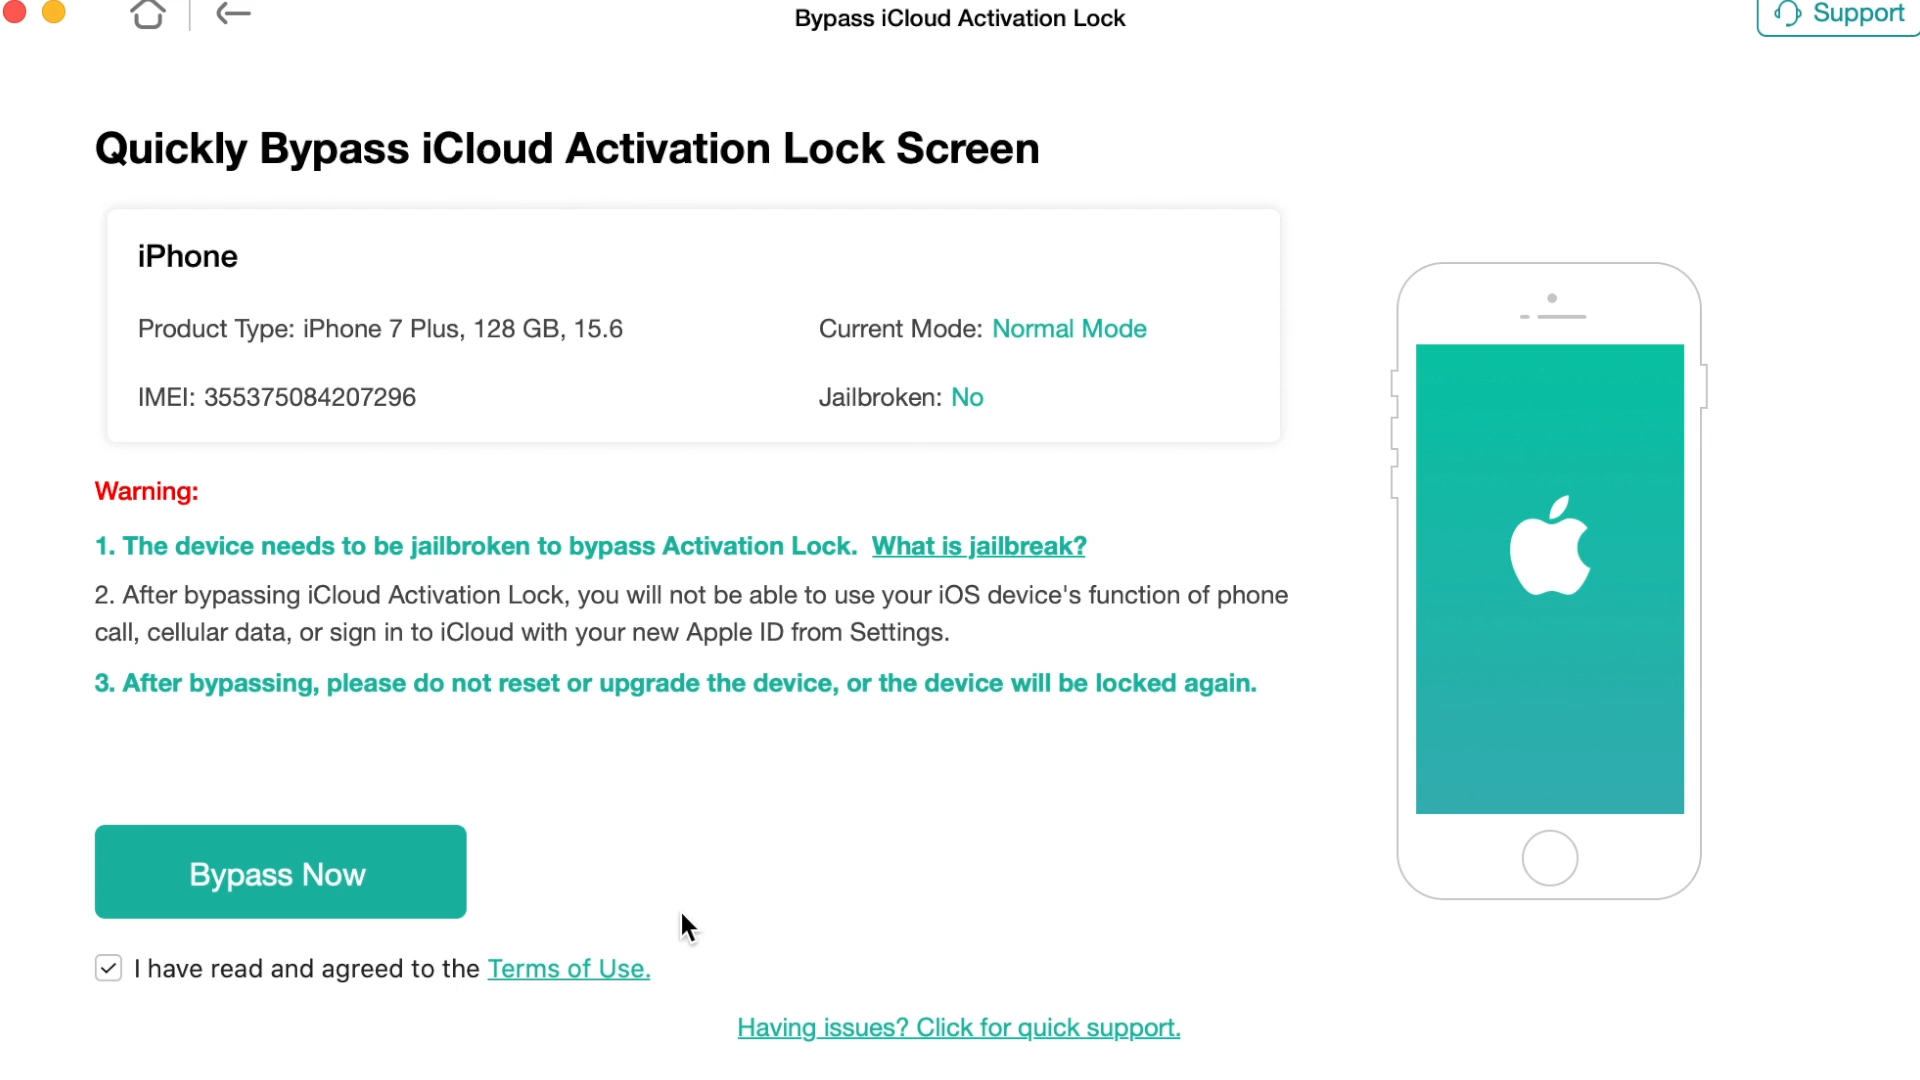 Bypass iCloud Activation Lock
Support
Quickly Bypass iCloud Activation Lock Screen
iPhone
Product Type: iPhone 7 Plus, 128 GB, 15.6
Current Mode: Normal Mode
IMEI: 355375084207296
Jailbroken: No
Warning:
1. The device needs to be jailbroken to bypass Activation Lock. What is jailbreak?
2. After bypassing iCloud Activation Lock, you will not be able to use your iOS device's function of phone
call, cellular data, or sign in to iCloud with your new Apple ID from Settings.
3. After bypassing, please do not reset or upgrade the device, or the device will be locked again.
Bypass Now
I have read and agreed to the Terms of Use.
Having issues? Click for quick support.